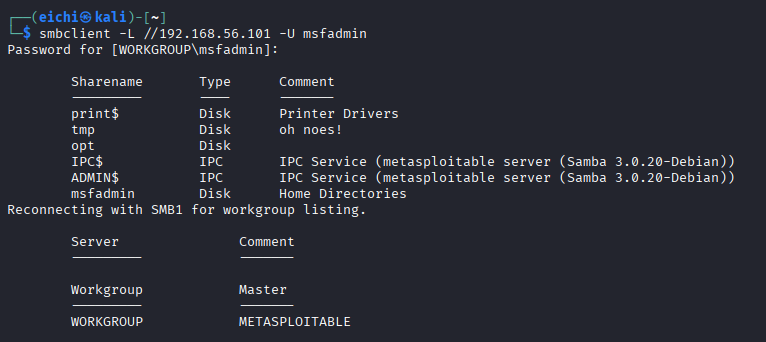 ┌──(eichi㉿kali)-[~]
└─$ smbclient -L //192.168.56.101 -U msfadmin
Password for [WORKGROUP\msfadmin]:

        Sharename       Type      Comment
        ---------       ----      -------
        print$          Disk      Printer Drivers
        tmp             Disk      oh noes!
        opt             Disk
        IPC$            IPC       IPC Service (metasploitable server (Samba 3.0.20-Debian))
        ADMIN$          IPC       IPC Service (metasploitable server (Samba 3.0.20-Debian))
        msfadmin        Disk      Home Directories
Reconnecting with SMB1 for workgroup listing.

        Server               Comment
        ---------            -------

        Workgroup            Master
        ---------            -------
        WORKGROUP            METASPLOITABLE